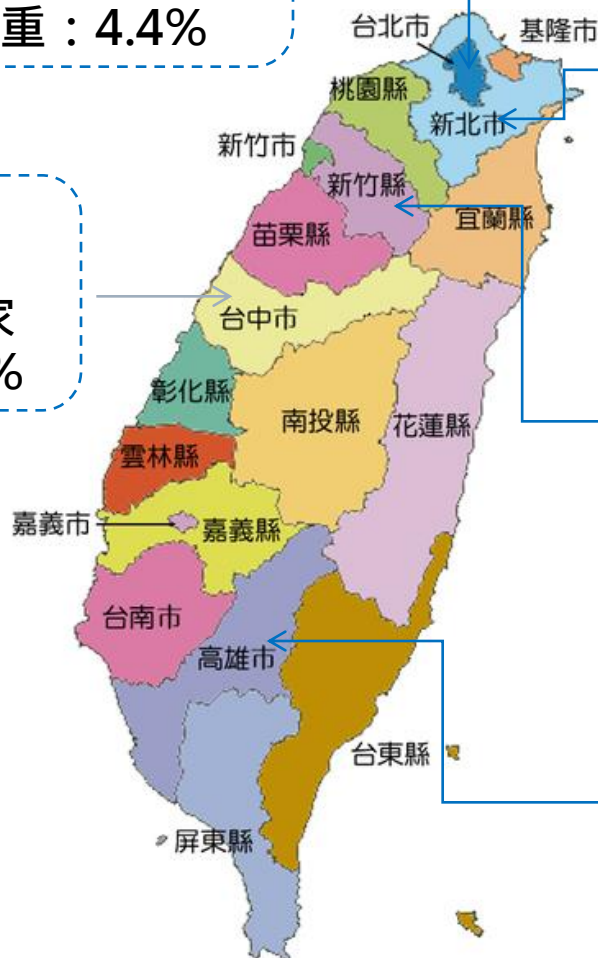 重：4.4%
台北市
基隆市
桃園縣
新北市
新竹市
新竹縣
宜蘭縣
苗栗縣
家
台中市
%
彰化縣
南投縣
花蓮縣
雲林縣
嘉義市
嘉義縣
台南市
高雄市
台東縣
屏東縣